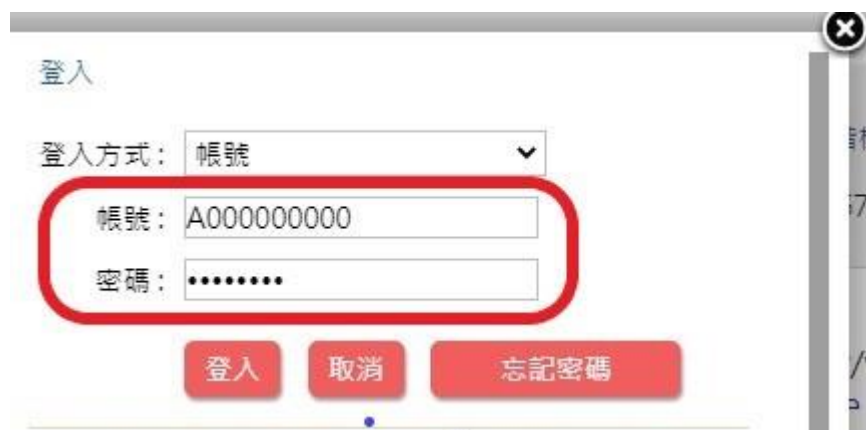 登入
登入方式： 帳號
帳號： A000000000
密碼： ••••••••
登入 取消 忘記密碼